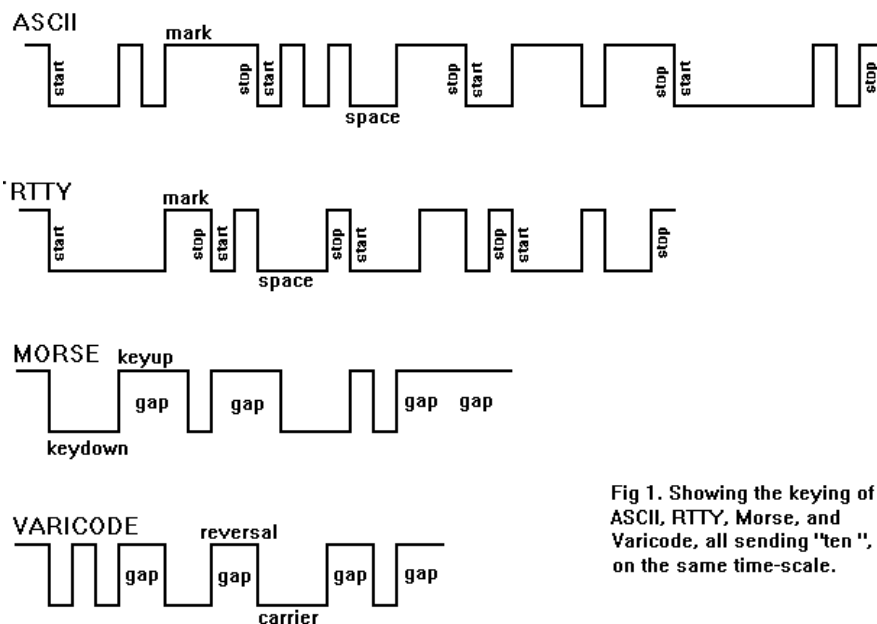 ASCII
mark
start stop start stop start stop start stop
space
RTTY
mark
start stop start stop start stop start stop
space
MORSE keyup
gap gap gap gap
keydown
VARICODE reversal
gap gap gap gap
carrier
Fig 1. Showing the keying of
ASCII, RTTY, Morse, and
Varicode, all sending "ten ",
on the same time-scale.